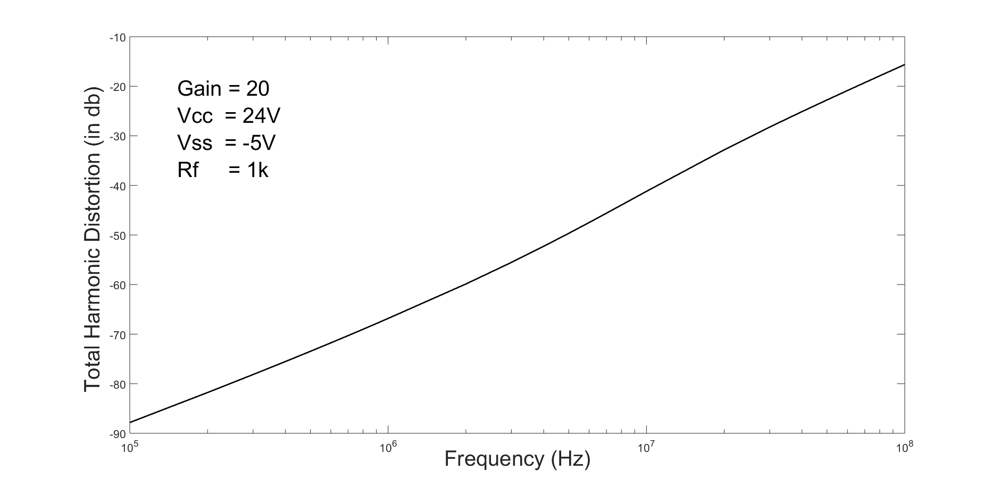 Total Harmonic Distortion (in db)
-10
-20
-30
-40
-50
-60
-70
-80
-90
Gain = 20
Vcc = 24V
Vss = -5V
Rf = 1k
10^5 10^6 10^7 10^8
Frequency (Hz)